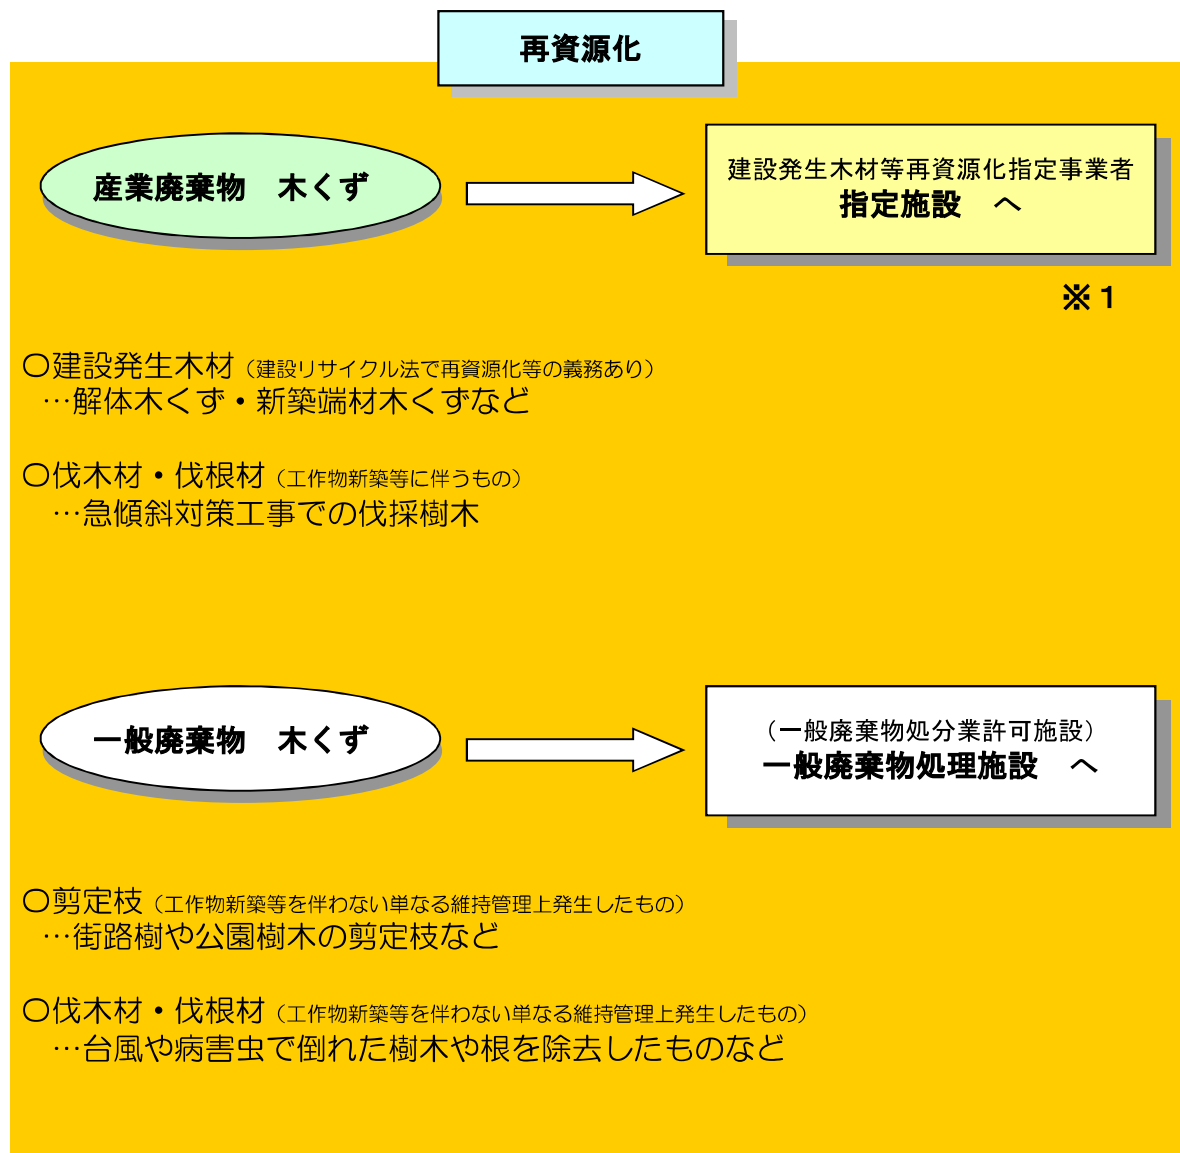 再資源化
産業廃棄物　木くず
建設発生木材等再資源化指定事業者
指定施設　へ
※１
〇建設発生木材（建設リサイクル法で再資源化等の義務あり）
…解体木くず・新築端材木くずなど
〇伐木材・伐根材（工作物新築等に伴うもの）
…急傾斜対策工事での伐採樹木
一般廃棄物　木くず
（一般廃棄物処分業許可施設）
一般廃棄物処理施設　へ
〇剪定枝（工作物新築等を伴わない単なる維持管理上発生したもの）
…街路樹や公園樹木の剪定枝など
〇伐木材・伐根材（工作物新築等を伴わない単なる維持管理上発生したもの）
…台風や病害虫で倒れた樹木や根を除去したものなど